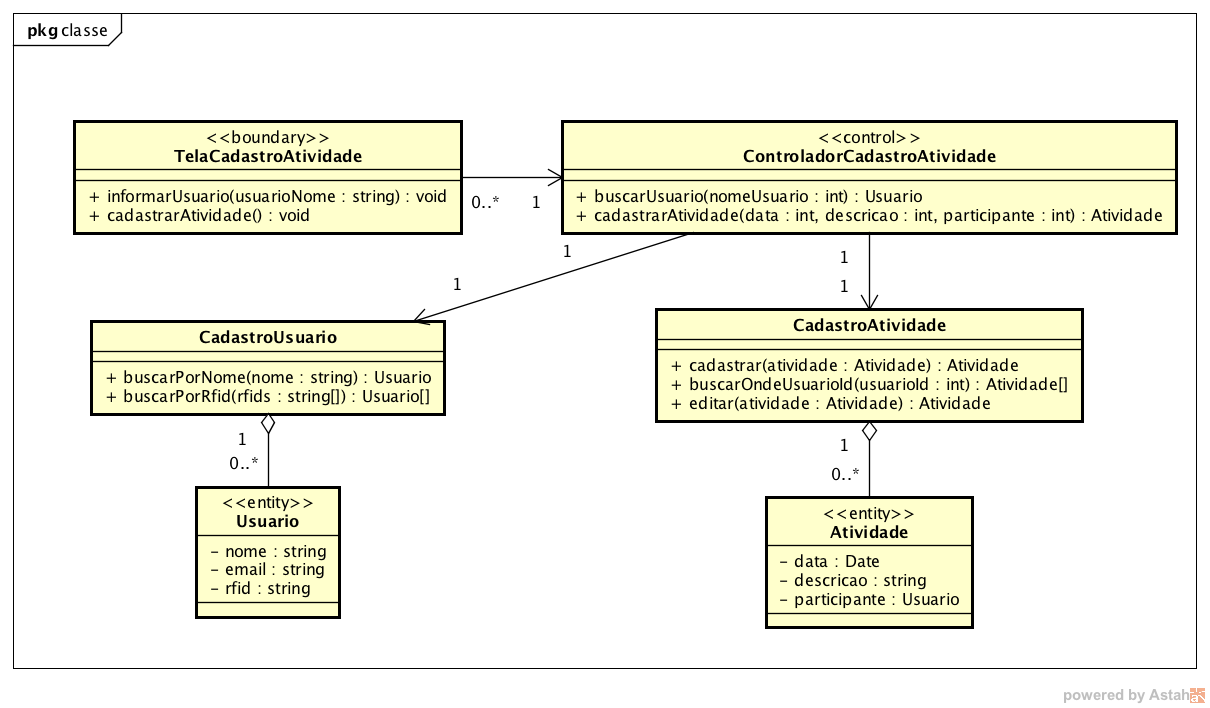 pkg classe
<<boundary>>
TelaCadastroAtividade
+ informarUsuario(usuarioNome : string) : void
+ cadastrarAtividade() : void
0..*
1
<<control>>
ControladorCadastroAtividade
+ buscarUsuario(nomeUsuario : int) : Usuario
+ cadastrarAtividade(data : int, descricao : int, participante : int) : Atividade
1
1
1
1
CadastroUsuario
+ buscarPorNome(nome : string) : Usuario
+ buscarPorRfid(rfids : string[]) : Usuario[]
CadastroAtividade
+ cadastrar(atividade : Atividade) : Atividade
+ buscarOndeUsuarioId(usuarioId : int) : Atividade[]
+ editar(atividade : Atividade) : Atividade
1
0..*
1
0..*
<<entity>>
Usuario
- nome : string
- email : string
- rfid : string
<<entity>>
Atividade
- data : Date
- descricao : string
- participante : Usuario
powered by Astah